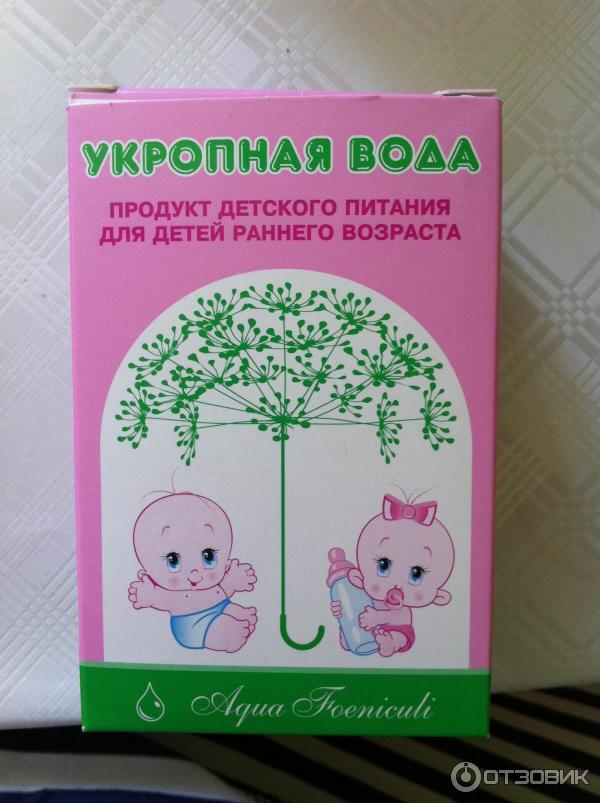 УКРОПНАЯ ВОДА
ПРОДУКТ ДЕТСКОГО ПИТАНИЯ
ДЛЯ ДЕТЕЙ РАННЕГО ВОЗРАСТА
Aqua Foeniculi
ОТЗОВИК